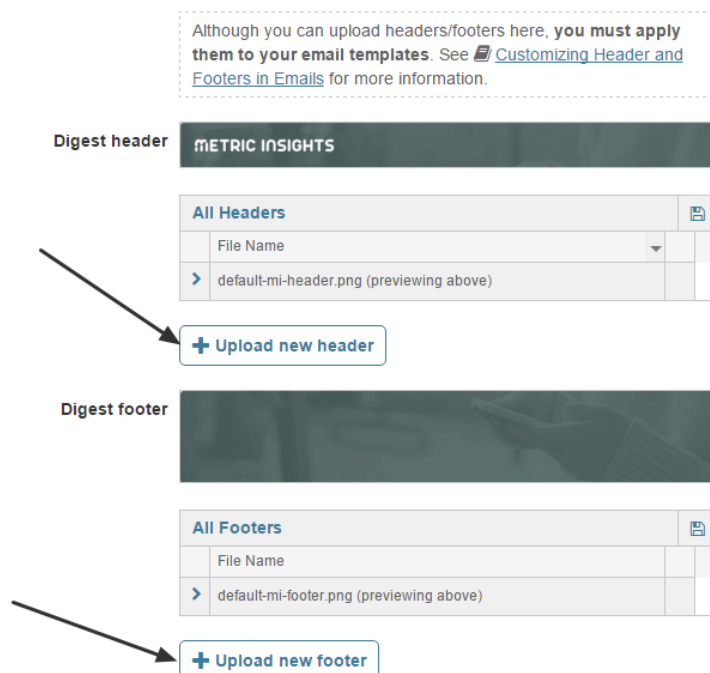 Although you can upload headers/footers here, you must apply
them to your email templates. See Customizing Header and
Footers in Emails for more information.
Digest header
METRIC INSIGHTS
All Headers
File Name
default-mi-header.png (previewing above)
Upload new header
Digest footer
All Footers
File Name
default-mi-footer.png (previewing above)
Upload new footer